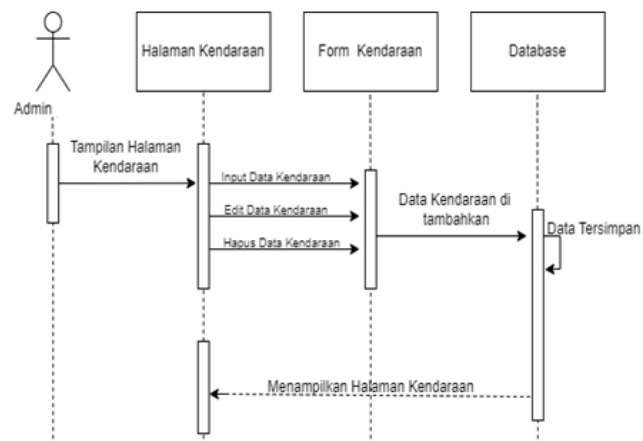 Halaman Kendaraan
Form Kendaraan
Database
Admin
Tampilan Halaman
Kendaraan
Input Data Kendaraan
Edit Data Kendaraan
Hapus Data Kendaraan
Data Kendaraan di
tambahkan
Data Tersimpan
Menampilkan Halaman Kendaraan